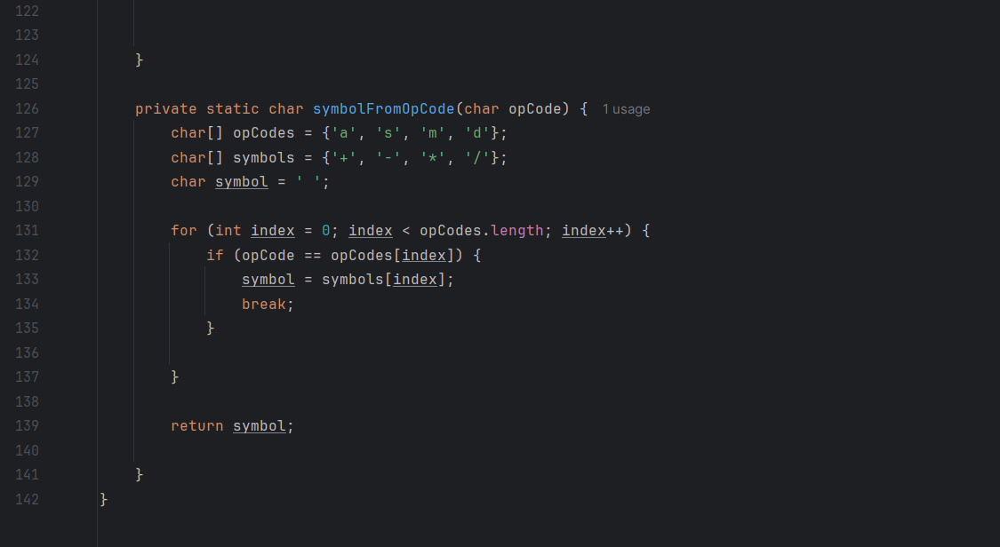 122
123
124 }
125
126 private static char symbolFromOpCode(char opCode) { 1 usage
127 char[] opCodes = {'a', 's', 'm', 'd'};
128 char[] symbols = {'+', '-', '*', '/'};
129 char symbol = ' ';
130
131 for (int index = 0; index < opCodes.length; index++) {
132 if (opCode == opCodes[index]) {
133 symbol = symbols[index];
134 break;
135 }
136
137 }
138
139 return symbol;
140
141 }
142 }